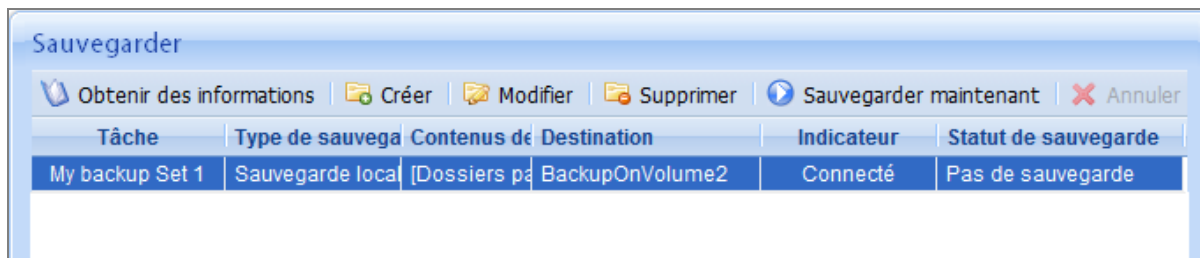 Sauvegarder
Obtenir des informations Créer Modifier Supprimer Sauvegarder maintenant Annuler
Tâche Type de sauvega Contenus de Destination Indicateur Statut de sauvegarde
My backup Set 1 Sauvegarde local [Dossiers pa BackupOnVolume2 Connecté Pas de sauvegarde